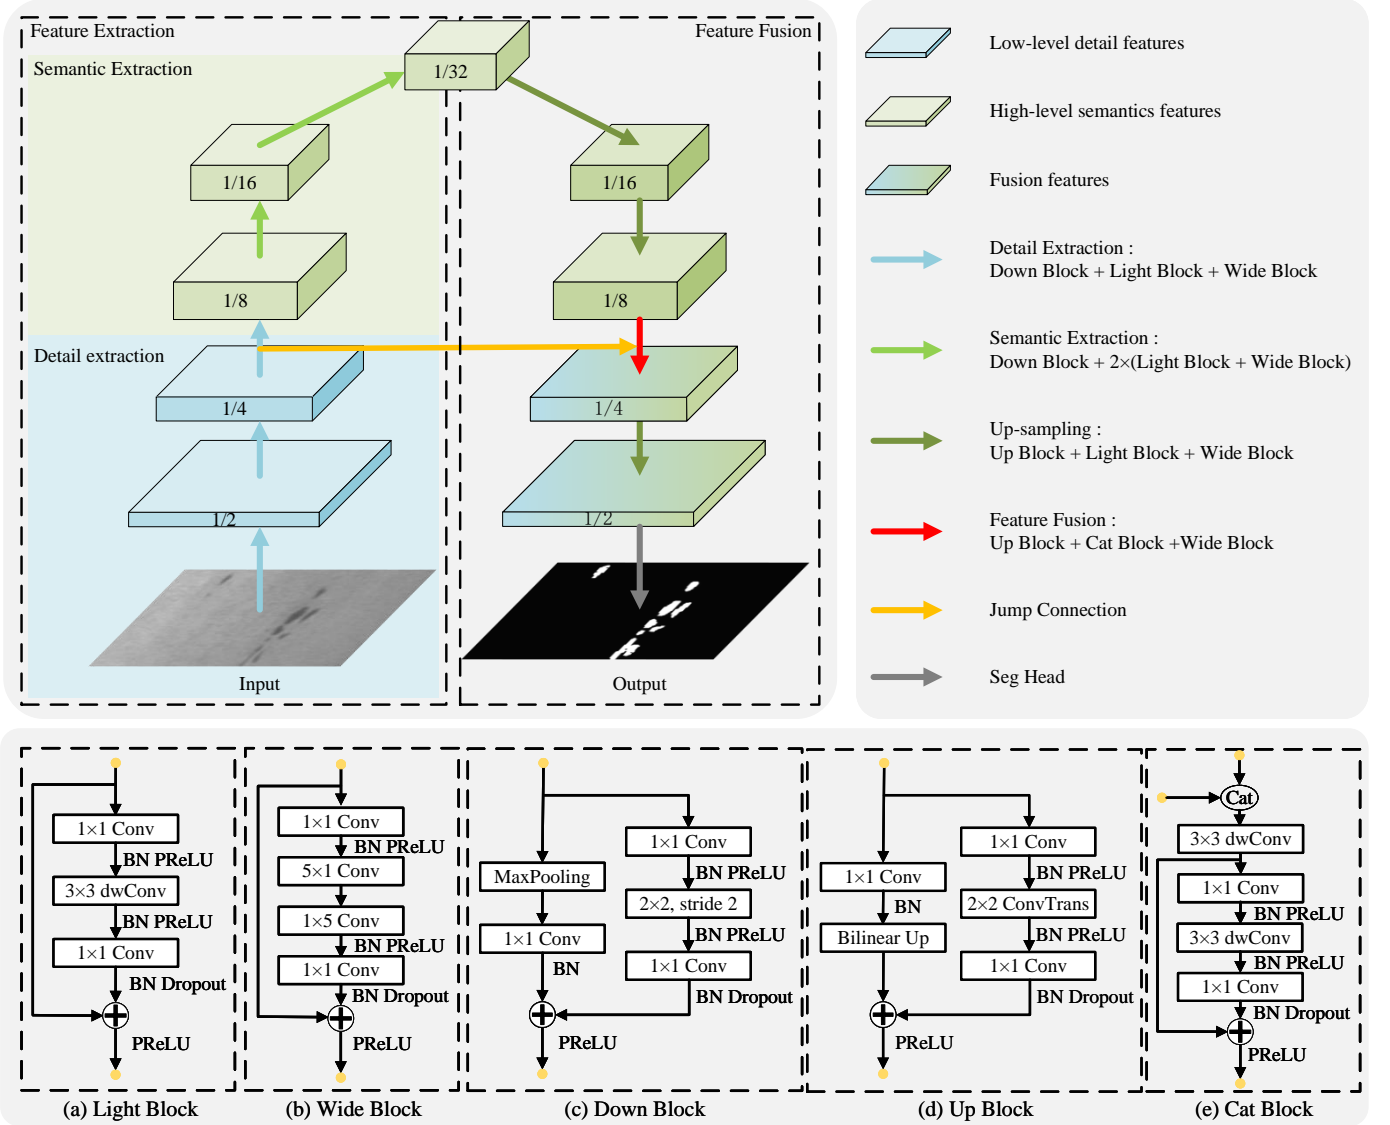 Feature Extraction
Feature Fusion
Semantic Extraction
1/32
1/16
1/16
1/8
1/8
Detail extraction
1/4
1/4
1/2
1/2
Input
Output
Low-level detail features
High-level semantics features
Fusion features
Detail Extraction :
Down Block + Light Block + Wide Block
Semantic Extraction :
Down Block + 2×(Light Block + Wide Block)
Up-sampling :
Up Block + Light Block + Wide Block
Feature Fusion :
Up Block + Cat Block +Wide Block
Jump Connection
Seg Head
1×1 Conv
BN PReLU
3×3 dwConv
BN PReLU
1×1 Conv
BN Dropout
PReLU
(a) Light Block
1×1 Conv
BN PReLU
5×1 Conv
1×5 Conv
BN PReLU
1×1 Conv
BN Dropout
PReLU
(b) Wide Block
MaxPooling
1×1 Conv
BN
1×1 Conv
BN PReLU
2×2, stride 2
BN PReLU
1×1 Conv
BN Dropout
PReLU
(c) Down Block
1×1 Conv
BN
Bilinear Up
1×1 Conv
BN PReLU
2×2 ConvTrans
BN PReLU
1×1 Conv
BN Dropout
PReLU
(d) Up Block
Cat
3×3 dwConv
1×1 Conv
BN PReLU
3×3 dwConv
BN PReLU
1×1 Conv
BN Dropout
PReLU
(e) Cat Block